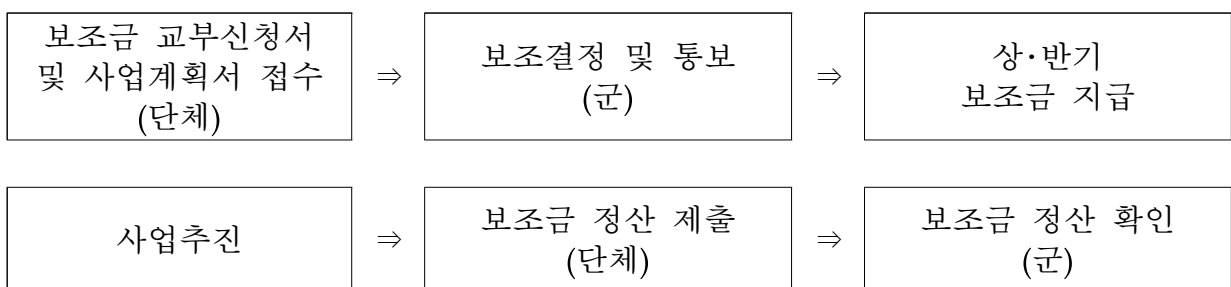 보조금 교부신청서
및 사업계획서 접수
(단체)
⇒
보조결정 및 통보
(군)
⇒
상·반기
보조금 지급
사업추진
⇒
보조금 정산 제출
(단체)
⇒
보조금 정산 확인
(군)